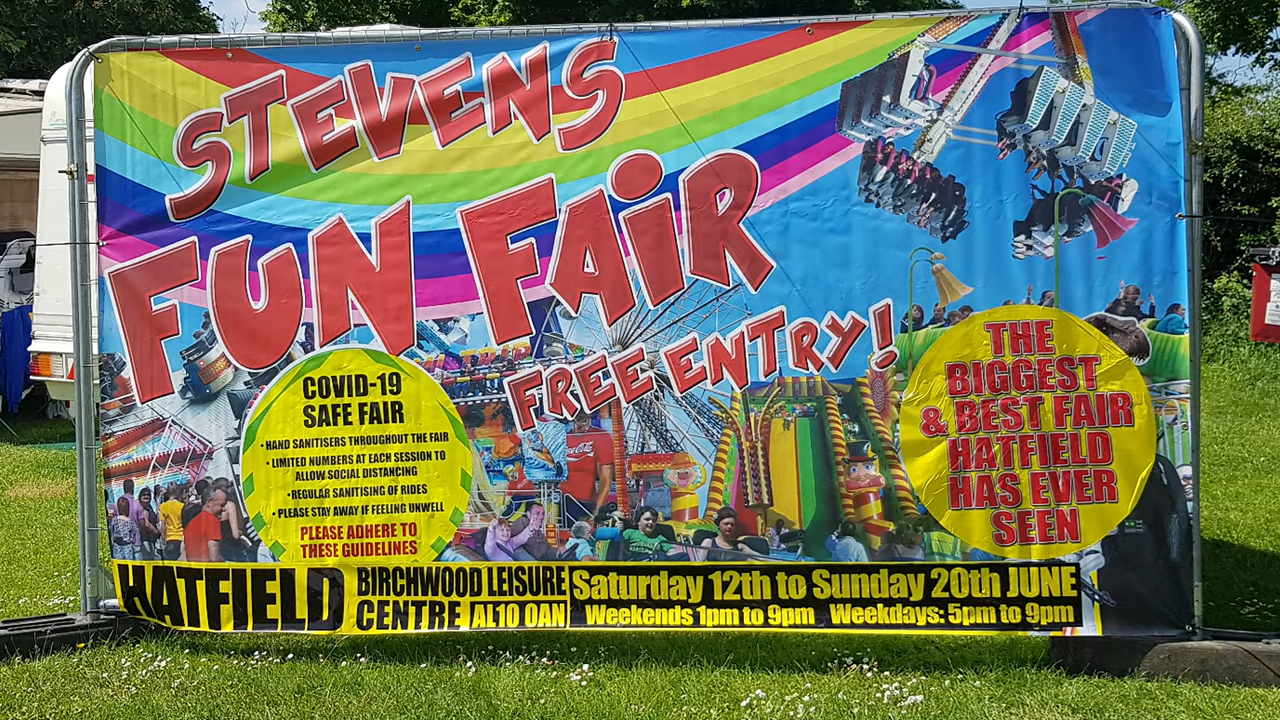 STEVENS
FUN FAiR
FREE ENTRY!
COVID-19
SAFE FAIR
• HAND SANITISERS THROUGHOUT THE FAIR
• LIMITED NUMBERS AT EACH SESSION TO
ALLOW SOCIAL DISTANCING
• REGULAR SANITISING OF RIDES
• PLEASE STAY AWAY IF FEELING UNWELL
PLEASE ADHERE TO
THESE GUIDELINES
THE
BIGGEST
& BEST FAIR
HATFIELD
HAS EVER
SEEN
Coca-Cola
HATFIELD
BIRCHWOOD LEISURE
CENTRE AL10 0AN
Saturday 12th to Sunday 20th JUNE
Weekends 1pm to 9pm Weekdays: 5pm to 9pm